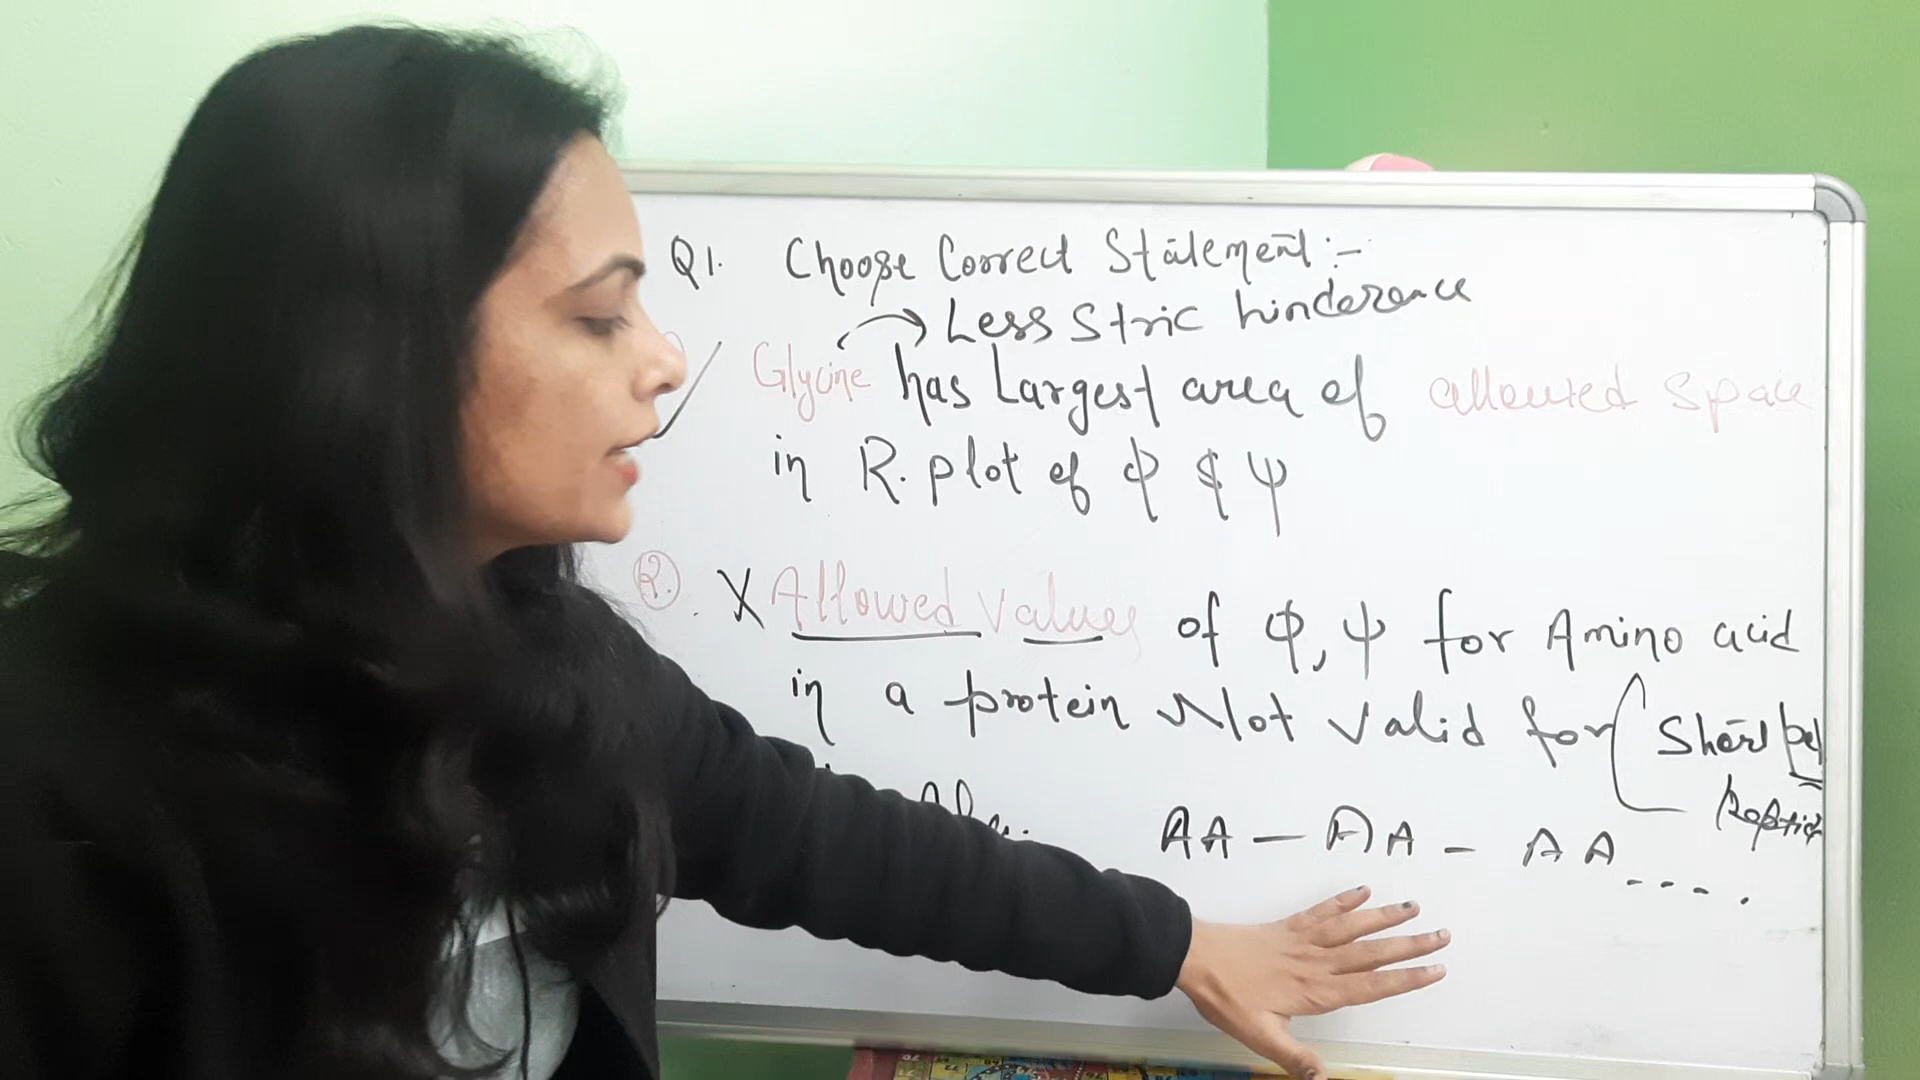 Q1. Choose Correct Statement :-
Less Stric hinderence
Glycine has Largest area of allowed Space
in R. plot of φ & ψ
2. X Allowed Values of φ, ψ for Amino acid
in a protein Not Valid for Short
AA - AA - AA ....